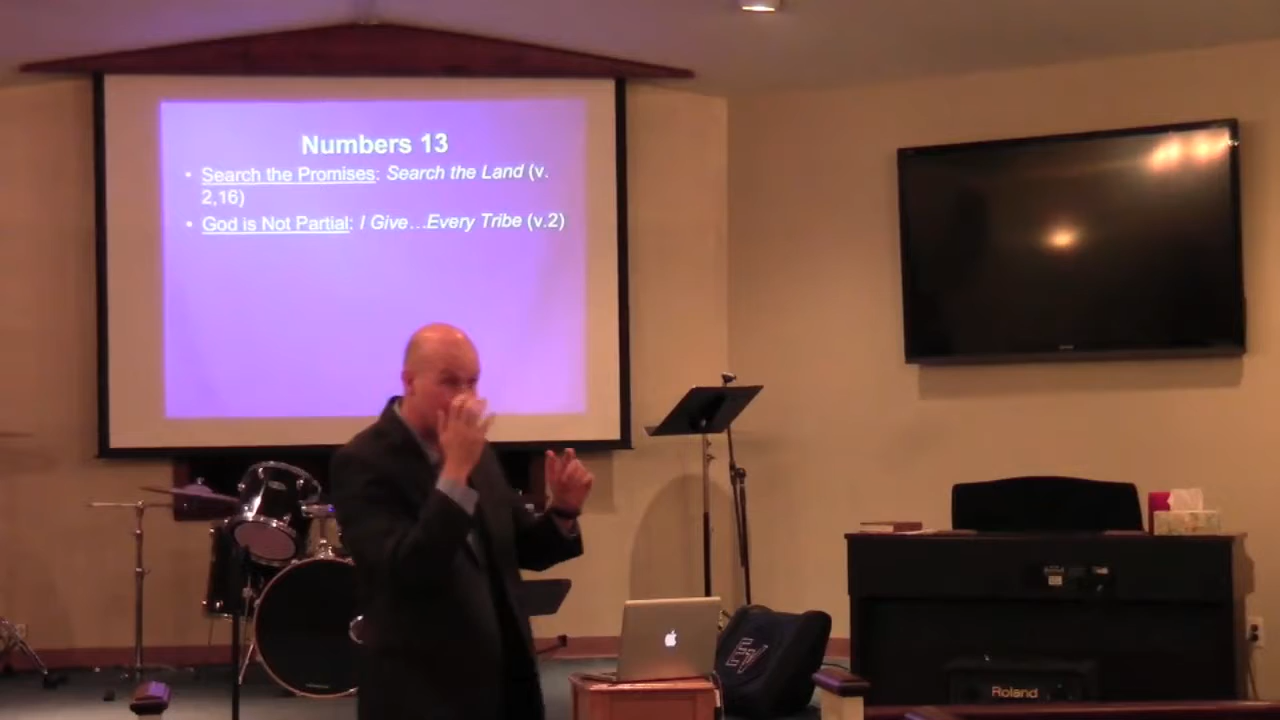 Numbers 13
• Search the Promises: Search the Land (v.
2,16)
• God is Not Partial: I Give…Every Tribe (v.2)
Roland